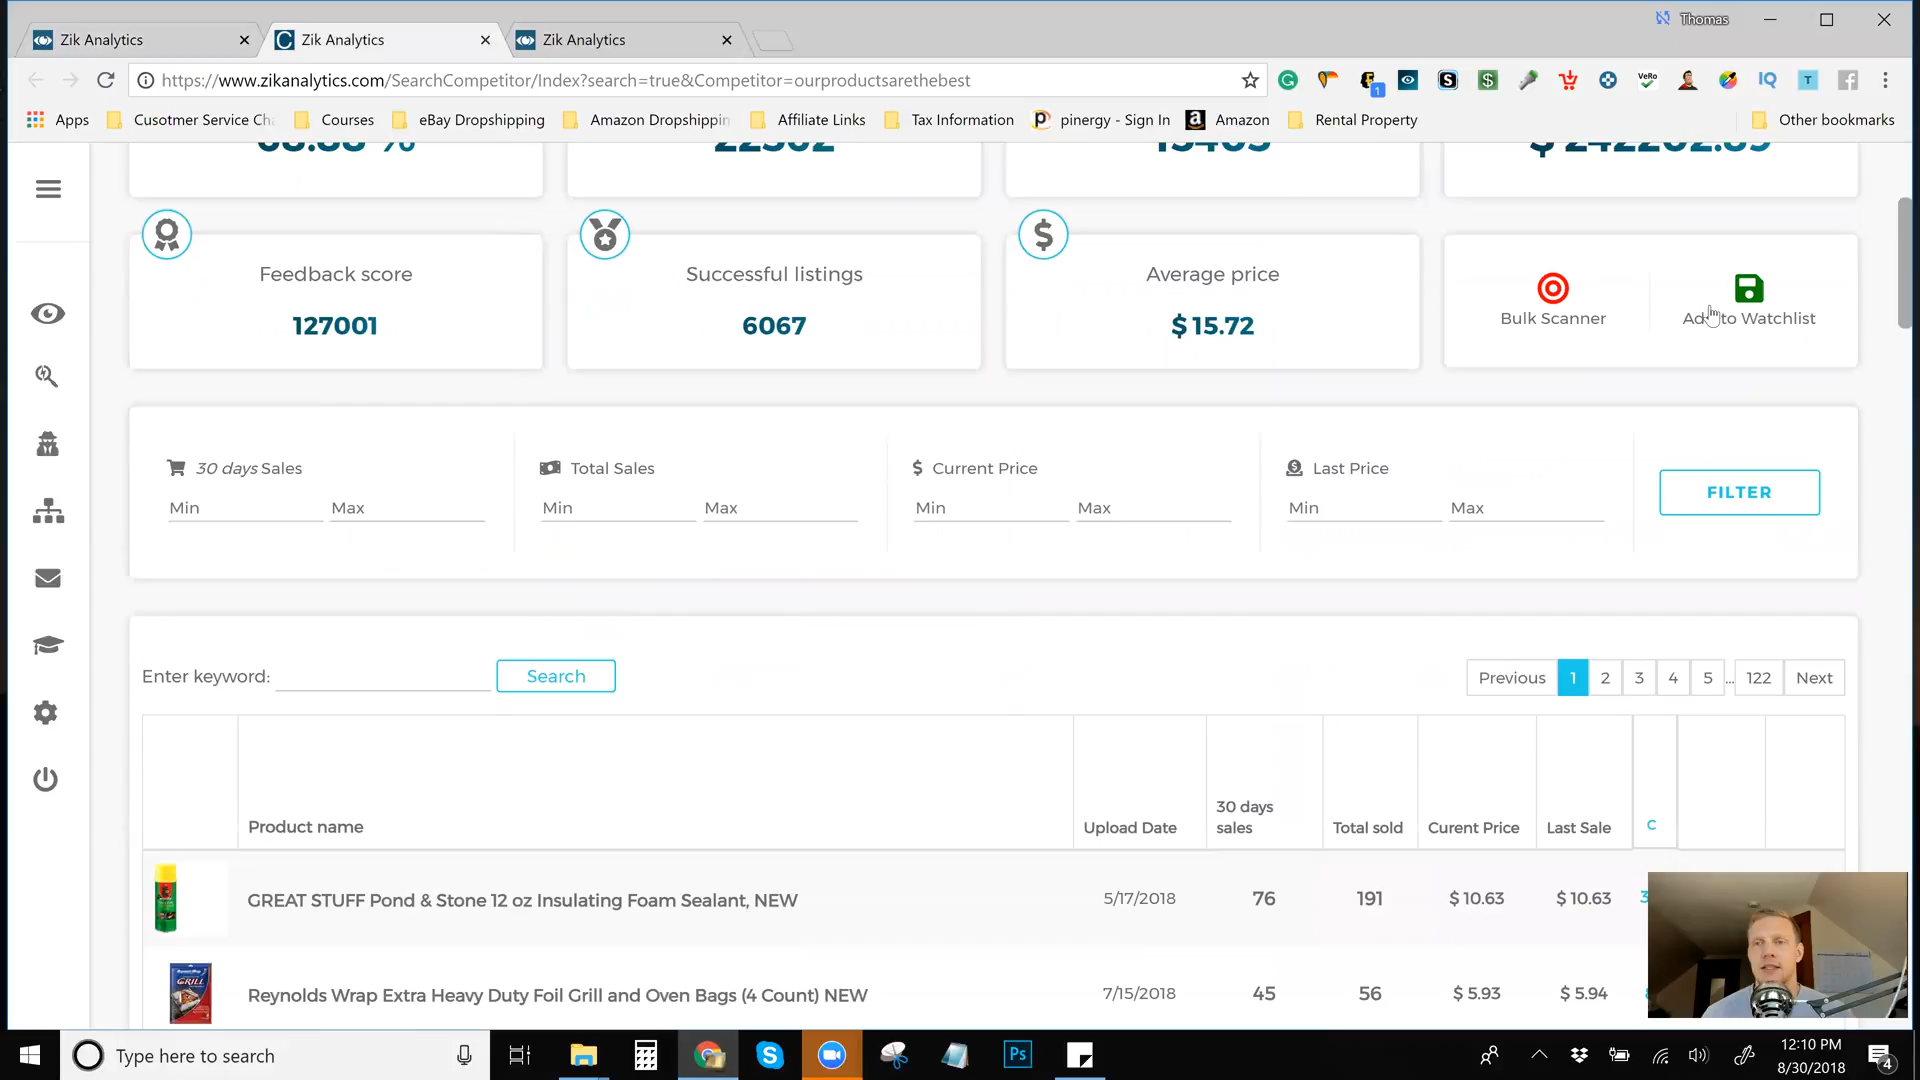 Thomas
Zik Analytics
Zik Analytics
Zik Analytics
https://www.zikanalytics.com/SearchCompetitor/Index?search=true&Competitor=ourproductsarethebest
1
VeRo
IQ
T
Apps
Cusotmer Service Ch
Courses
eBay Dropshipping
Amazon Dropshippin
Affiliate Links
Tax Information
pinergy - Sign In
Amazon
Rental Property
Other bookmarks
Feedback score
127001
Successful listings
6067
Average price
$ 15.72
Bulk Scanner
Add to Watchlist
30 days Sales
Min Max
Total Sales
Min Max
Current Price
Min Max
Last Price
Min Max
FILTER
Enter keyword:
Search
Previous 1 2 3 4 5 ... 122 Next
Product name Upload Date 30 days sales Total sold Curent Price Last Sale C
GREAT STUFF Pond & Stone 12 oz Insulating Foam Sealant, NEW 5/17/2018 76 191 $ 10.63 $ 10.63
Reynolds Wrap Extra Heavy Duty Foil Grill and Oven Bags (4 Count) NEW 7/15/2018 45 56 $ 5.93 $ 5.94
GRILL
Type here to search
Ps
12:10 PM
8/30/2018
4